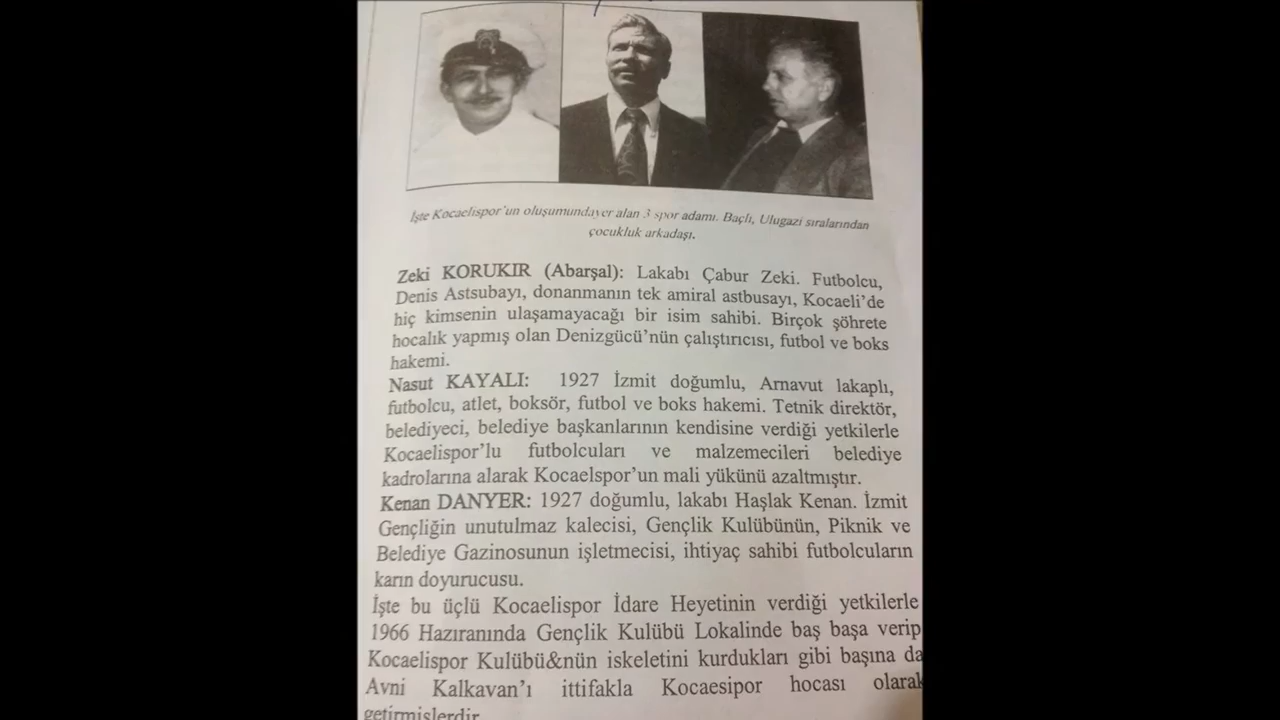 İşte Kocaelispor'un oluşumundayer alan 3 spor adamı. Baçlı, Ulugazi sıralarından
çocukluk arkadaşı.
Zeki KORUKIR (Abarşal): Lakabı Çabur Zeki. Futbolcu,
Denis Astsubayı, donanmanın tek amiral astbusayı, Kocaeli'de
hiç kimsenin ulaşamayacağı bir isim sahibi. Birçok şöhrete
hocalık yapmış olan Denizgücü'nün çalıştırıcısı, futbol ve boks
hakemi.
Nasut KAYALI: 1927 İzmit doğumlu, Arnavut lakaplı,
futbolcu, atlet, boksör, futbol ve boks hakemi. Tetnik direktör,
belediyeci, belediye başkanlarının kendisine verdiği yetkilerle
Kocaelispor'lu futbolcuları ve malzemecileri belediye
kadrolarına alarak Kocaelspor'un mali yükünü azaltmıştır.
Kenan DANYER: 1927 doğumlu, lakabı Haşlak Kenan. İzmit
Gençliğin unutulmaz kalecisi, Gençlik Kulübünün, Piknik ve
Belediye Gazinosunun işletmecisi, ihtiyaç sahibi futbolcuların
karın doyurucusu.
İşte bu üçlü Kocaelispor İdare Heyetinin verdiği yetkilerle
1966 Haziranında Gençlik Kulübü Lokalinde baş başa verip
Kocaelispor Kulübü&nün iskeletini kurdukları gibi başına da
Avni Kalkavan'ı ittifakla Kocaesipor hocası olarak
getirmişlerdir